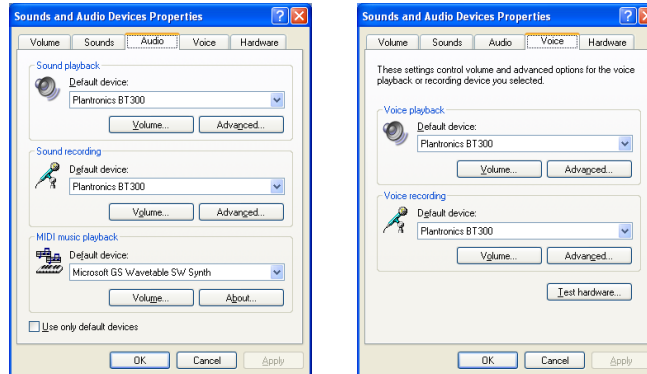 Sounds and Audio Devices Properties
Volume Sounds Audio Voice Hardware
Sound playback
Default device:
Plantronics BT300
Volume... Advanced...
Sound recording
Default device:
Plantronics BT300
Volume... Advanced...
MIDI music playback
Default device:
Microsoft GS Wavetable SW Synth
Volume... About...
Use only default devices
OK Cancel Apply
Sounds and Audio Devices Properties
Volume Sounds Audio Voice Hardware
These settings control volume and advanced options for the voice
playback or recording device you selected.
Voice playback
Default device:
Plantronics BT300
Volume... Advanced...
Voice recording
Default device:
Plantronics BT300
Volume... Advanced...
Test hardware...
OK Cancel Apply